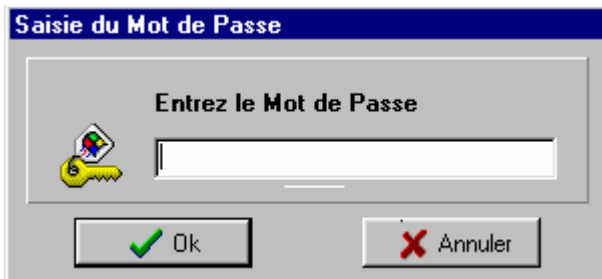 Saisie du Mot de Passe
Entrez le Mot de Passe
Ok
Annuler